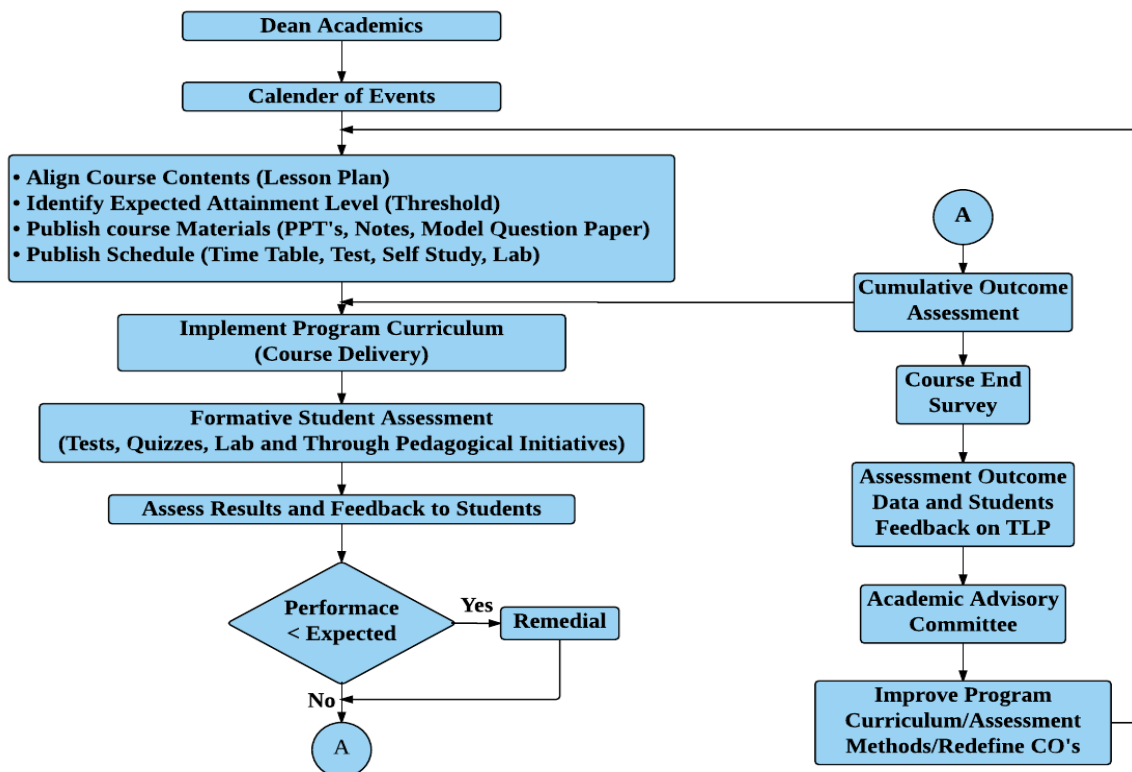 Dean Academics
Calender of Events
• Align Course Contents (Lesson Plan)
• Identify Expected Attainment Level (Threshold)
• Publish course Materials (PPT's, Notes, Model Question Paper)
• Publish Schedule (Time Table, Test, Self Study, Lab)
Implement Program Curriculum
(Course Delivery)
Formative Student Assessment
(Tests, Quizzes, Lab and Through Pedagogical Initiatives)
Assess Results and Feedback to Students
Performace
< Expected
Yes
Remedial
No
A
A
Cumulative Outcome
Assessment
Course End
Survey
Assessment Outcome
Data and Students
Feedback on TLP
Academic Advisory
Committee
Improve Program
Curriculum/Assessment
Methods/Redefine CO's